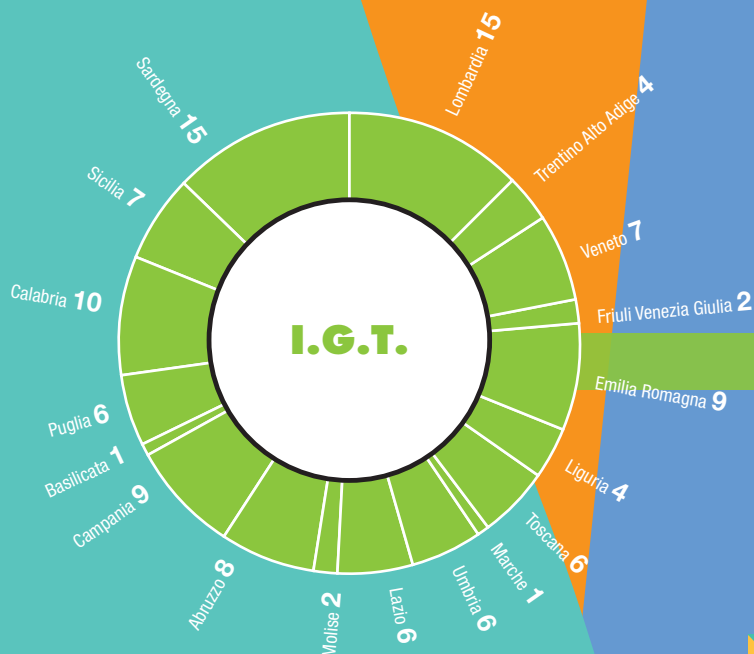 Lombardia 15
Trentino Alto Adige 4
Veneto 7
Friuli Venezia Giulia 2
Emilia Romagna 9
Liguria 4
Toscana 6
Marche 1
Umbria 6
Lazio 6
Molise 2
Abruzzo 8
Campania 9
Basilicata 1
Puglia 6
Calabria 10
Sicilia 7
Sardegna 15
I.G.T.